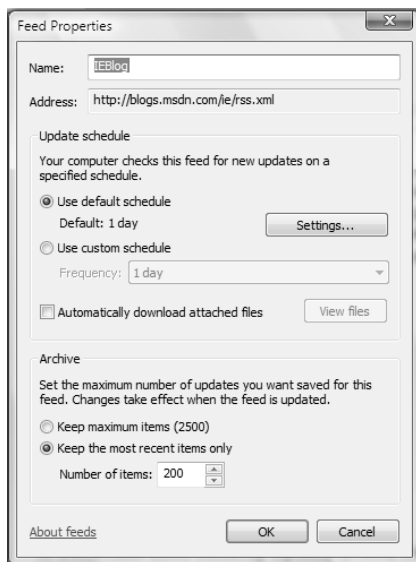 Feed Properties
Name: IEBlog
Address: http://blogs.msdn.com/ie/rss.xml
Update schedule
Your computer checks this feed for new updates on a
specified schedule.
Use default schedule
Default: 1 day
Settings...
Use custom schedule
Frequency: 1 day
Automatically download attached files
View files
Archive
Set the maximum number of updates you want saved for this
feed. Changes take effect when the feed is updated.
Keep maximum items (2500)
Keep the most recent items only
Number of items: 200
About feeds
OK
Cancel